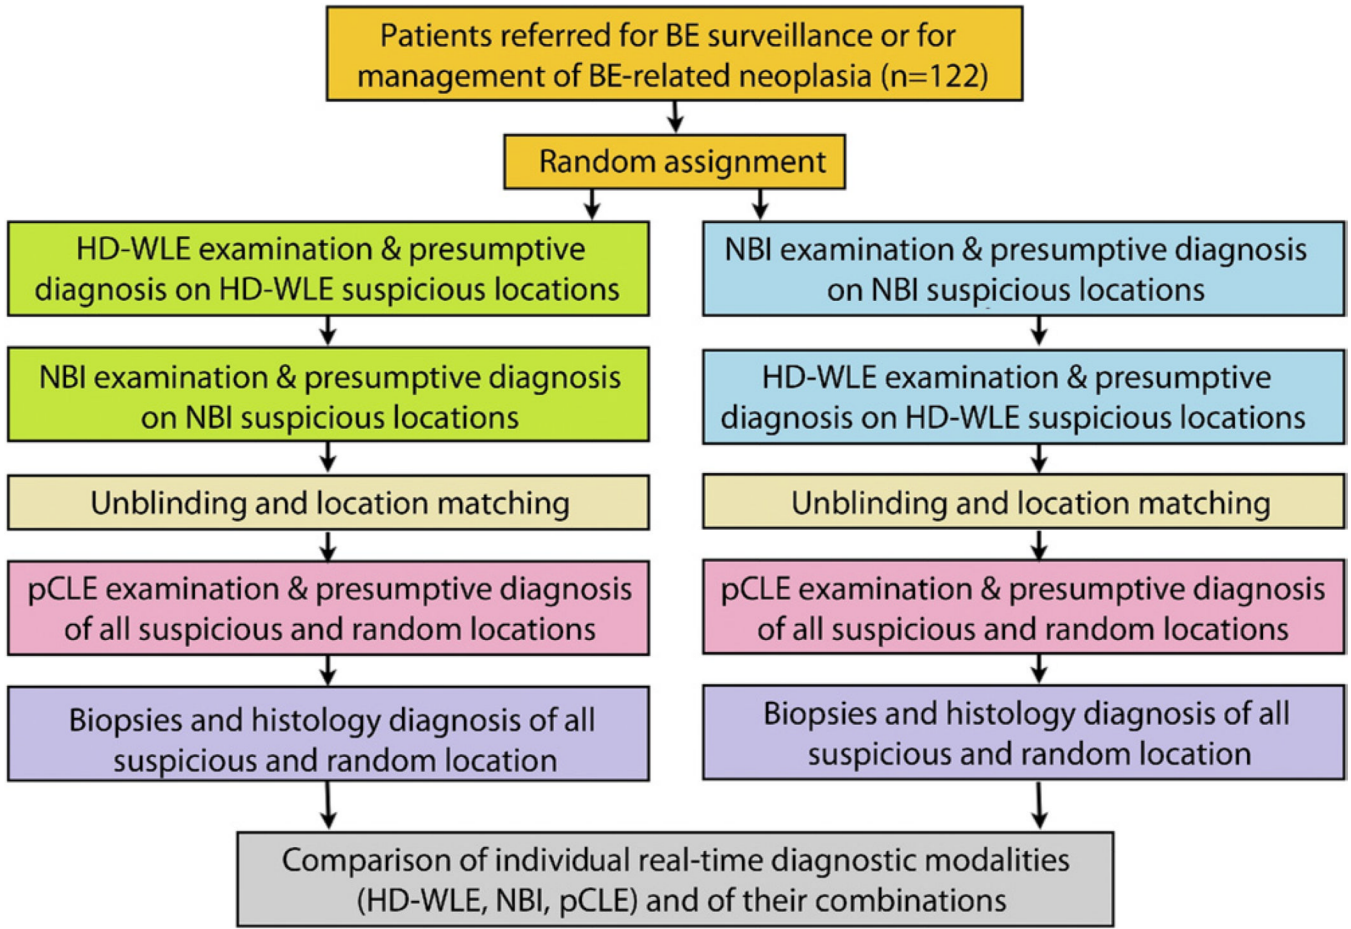 Patients referred for BE surveillance or for
management of BE-related neoplasia (n=122)
Random assignment
HD-WLE examination & presumptive
diagnosis on HD-WLE suspicious locations
NBI examination & presumptive diagnosis
on NBI suspicious locations
Unblinding and location matching
pCLE examination & presumptive diagnosis
of all suspicious and random locations
Biopsies and histology diagnosis of all
suspicious and random location
NBI examination & presumptive diagnosis
on NBI suspicious locations
HD-WLE examination & presumptive
diagnosis on HD-WLE suspicious locations
Unblinding and location matching
pCLE examination & presumptive diagnosis
of all suspicious and random locations
Biopsies and histology diagnosis of all
suspicious and random location
Comparison of individual real-time diagnostic modalities
(HD-WLE, NBI, pCLE) and of their combinations